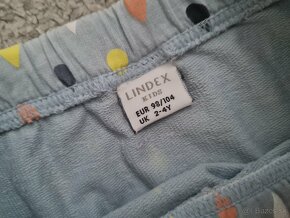 LINDEX
KIDS
EUR 98/104
UK 2-4Y